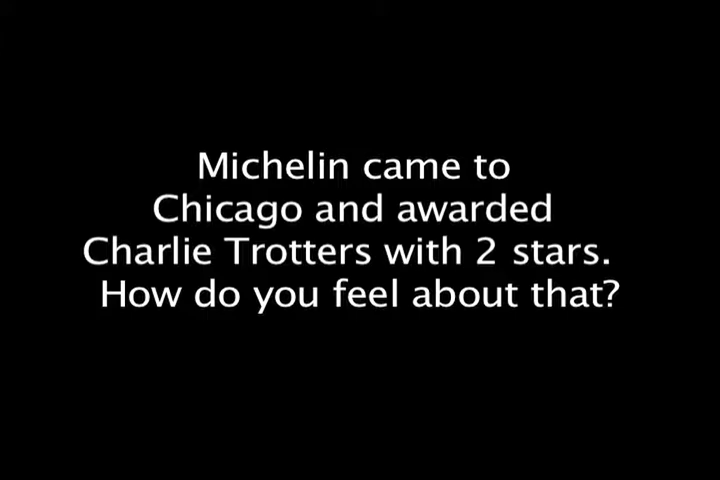 Michelin came to
Chicago and awarded
Charlie Trotters with 2 stars.
How do you feel about that?